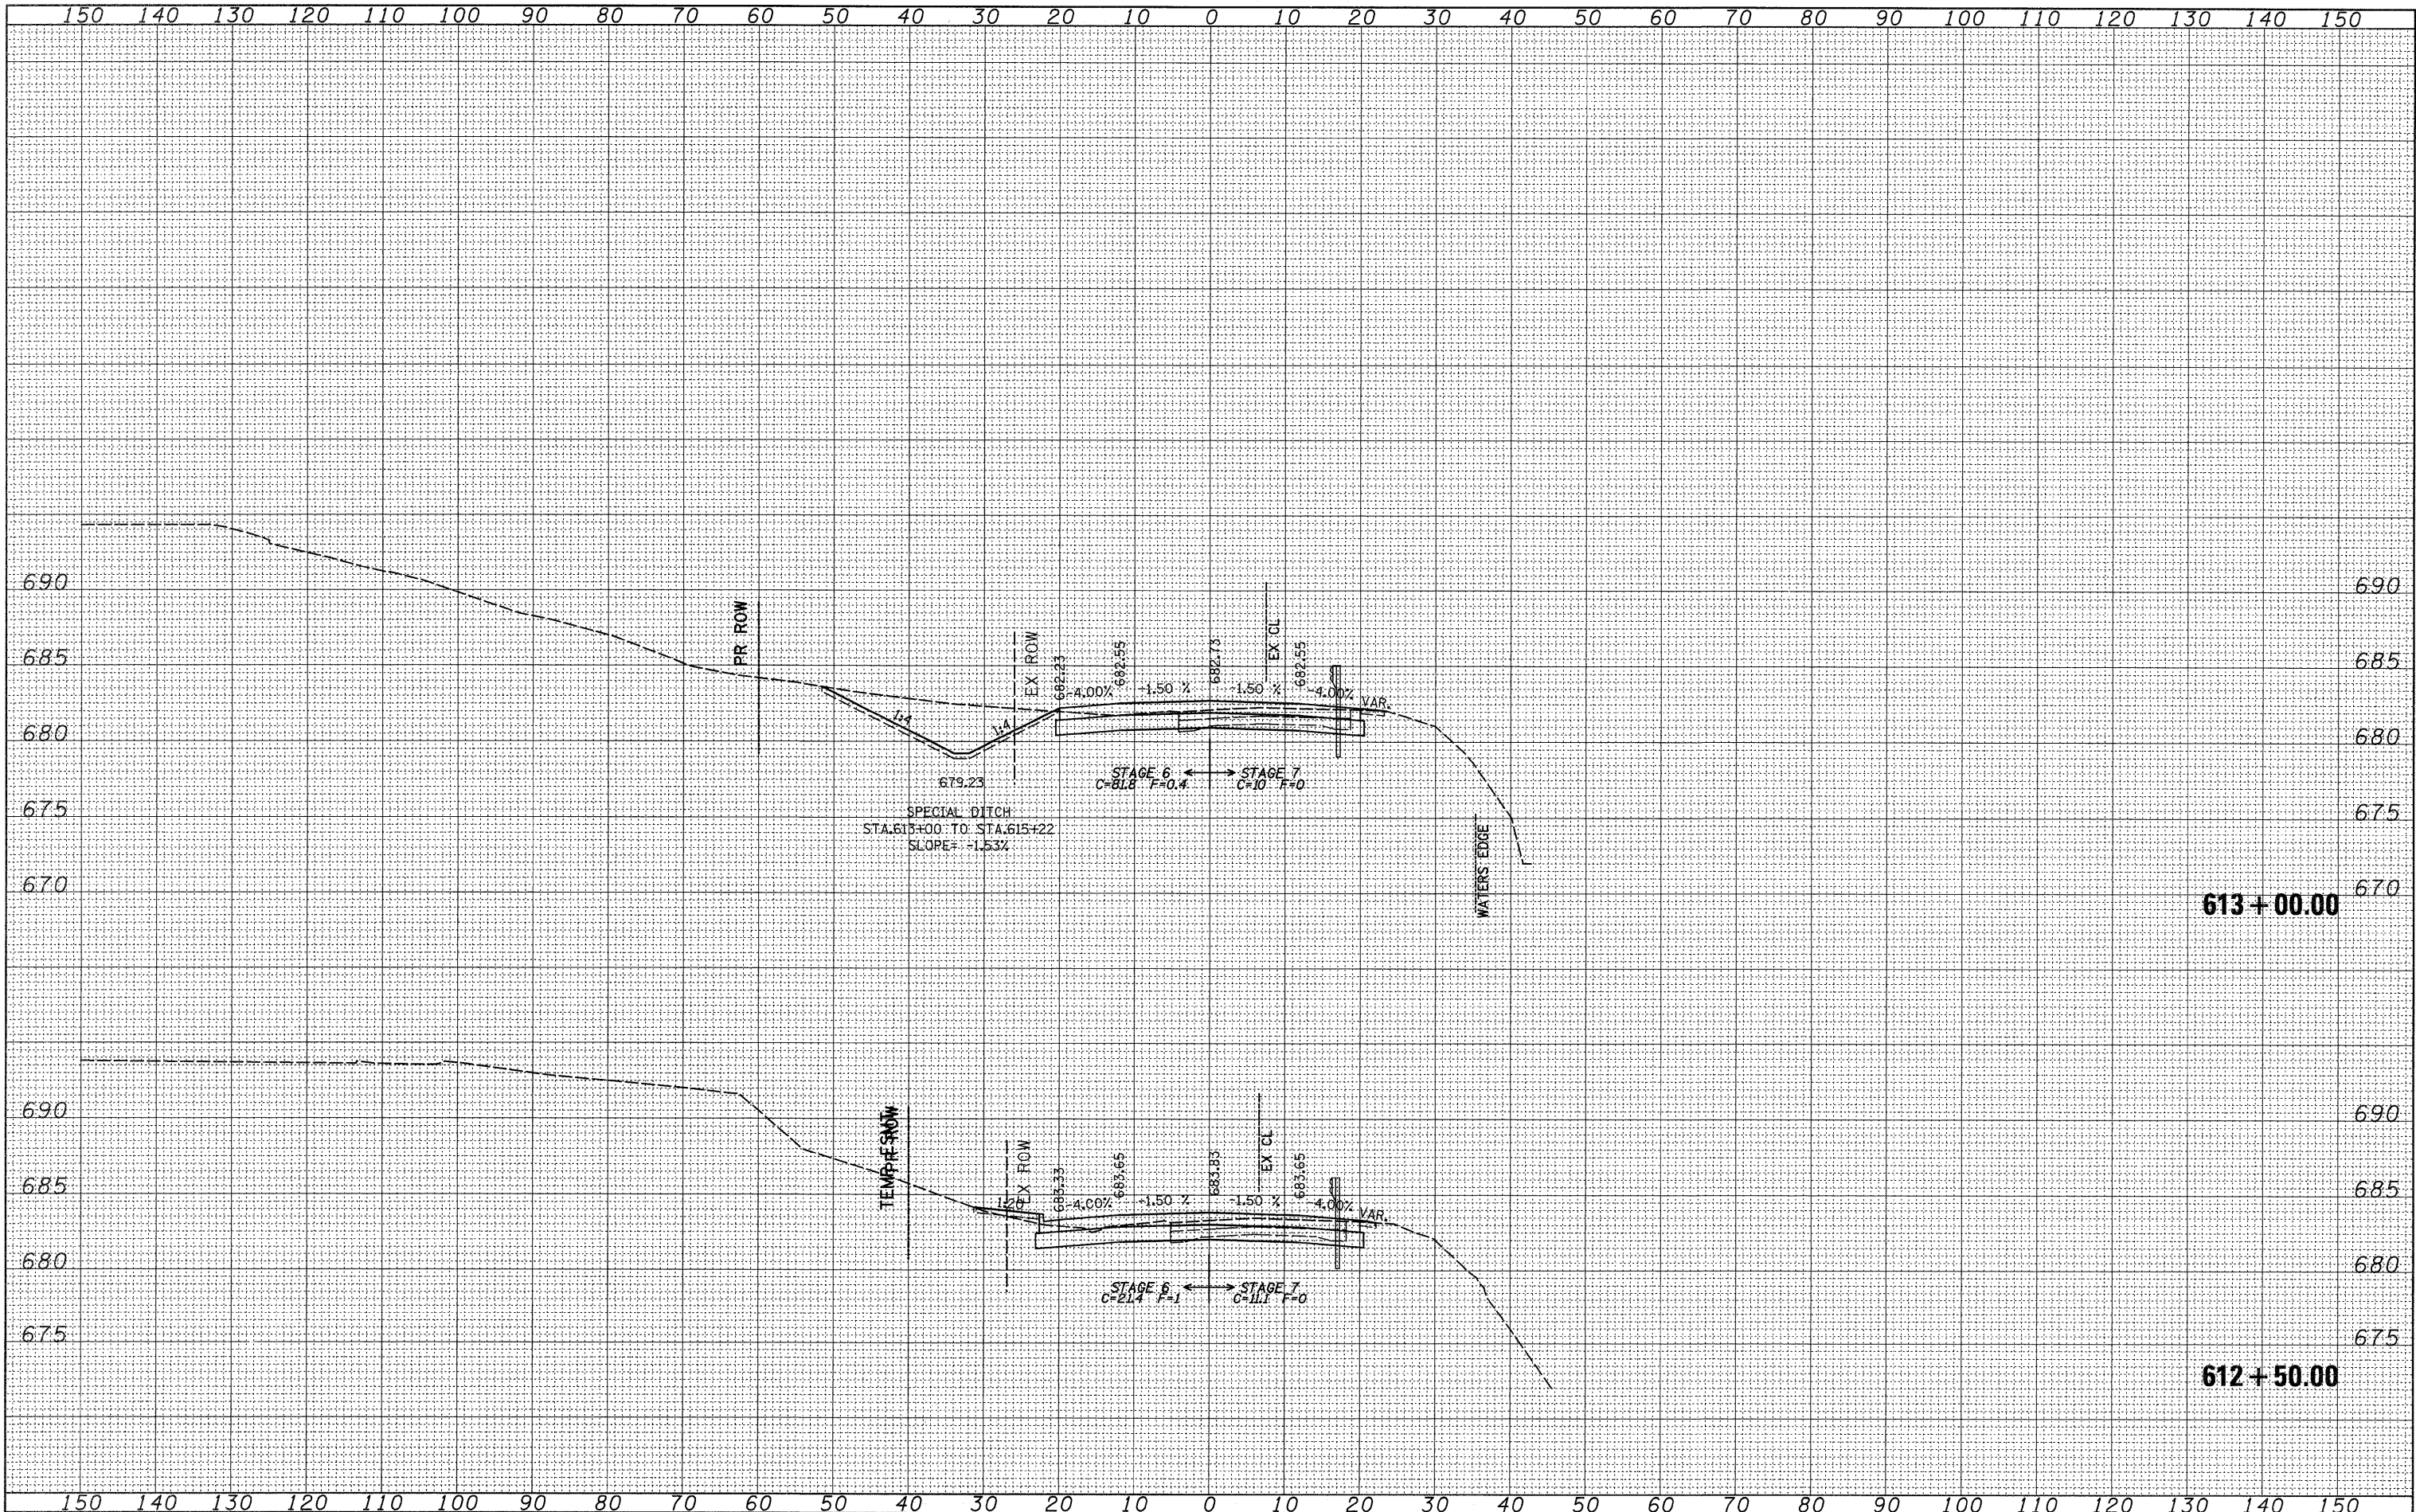 150 140 130 120 110 100 90 80 70 60 50 40 30 20 10 0 10 20 30 40 50 60 70 80 90 100 110 120 130 140 150
690 690
PR ROW
EX ROW
EX CL
685 685
682.23 682.55 682.73 682.55
-4.00% -1.50 % -1.50 % -4.00% VAR.
1:4 1:4
680 680
STAGE 6 STAGE 7
C=81.8 F=0.4 C=10 F=0
679.23
675 675
SPECIAL DITCH
STA.613+00 TO STA.615+22
SLOPE= -1.53%
WATERS EDGE
670 670
613+00.00
690 690
TEMP ESMT
PR ROW
EX ROW
EX CL
685 685
683.33 683.65 683.83 683.65
1:20 -4.00% -1.50 % -1.50 % -4.00% VAR.
680 680
STAGE 6 STAGE 7
C=21.4 F=1 C=11.1 F=0
675 675
612+50.00
150 140 130 120 110 100 90 80 70 60 50 40 30 20 10 0 10 20 30 40 50 60 70 80 90 100 110 120 130 140 150